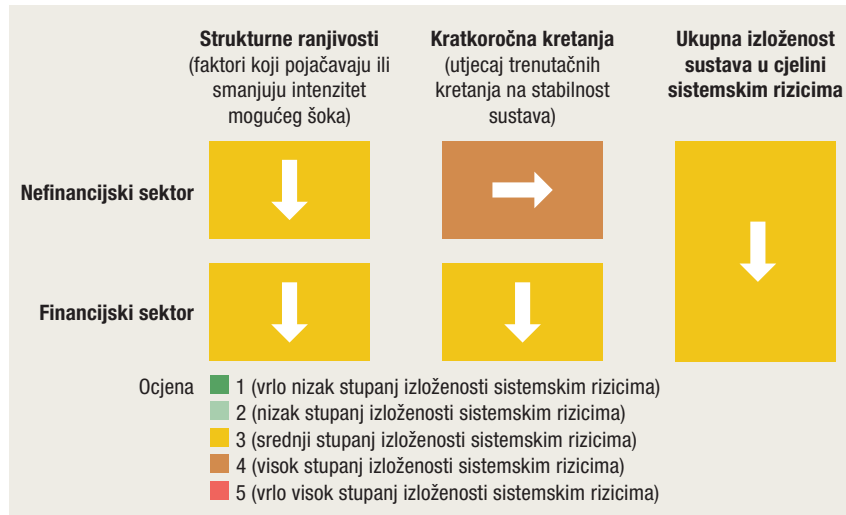 Strukturne ranjivosti
(faktori koji pojačavaju ili
smanjuju intenzitet
mogućeg šoka)
Kratkoročna kretanja
(utjecaj trenutačnih
kretanja na stabilnost
sustava)
Ukupna izloženost
sustava u cjelini
sistemskim rizicima
Nefinancijski sektor
Financijski sektor
Ocjena
1 (vrlo nizak stupanj izloženosti sistemskim rizicima)
2 (nizak stupanj izloženosti sistemskim rizicima)
3 (srednji stupanj izloženosti sistemskim rizicima)
4 (visok stupanj izloženosti sistemskim rizicima)
5 (vrlo visok stupanj izloženosti sistemskim rizicima)